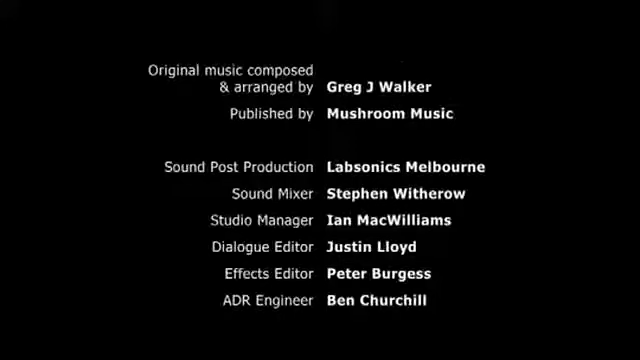 Original music composed
& arranged by Greg J Walker
Published by Mushroom Music
Sound Post Production Labsonics Melbourne
Sound Mixer Stephen Witherow
Studio Manager Ian MacWilliams
Dialogue Editor Justin Lloyd
Effects Editor Peter Burgess
ADR Engineer Ben Churchill